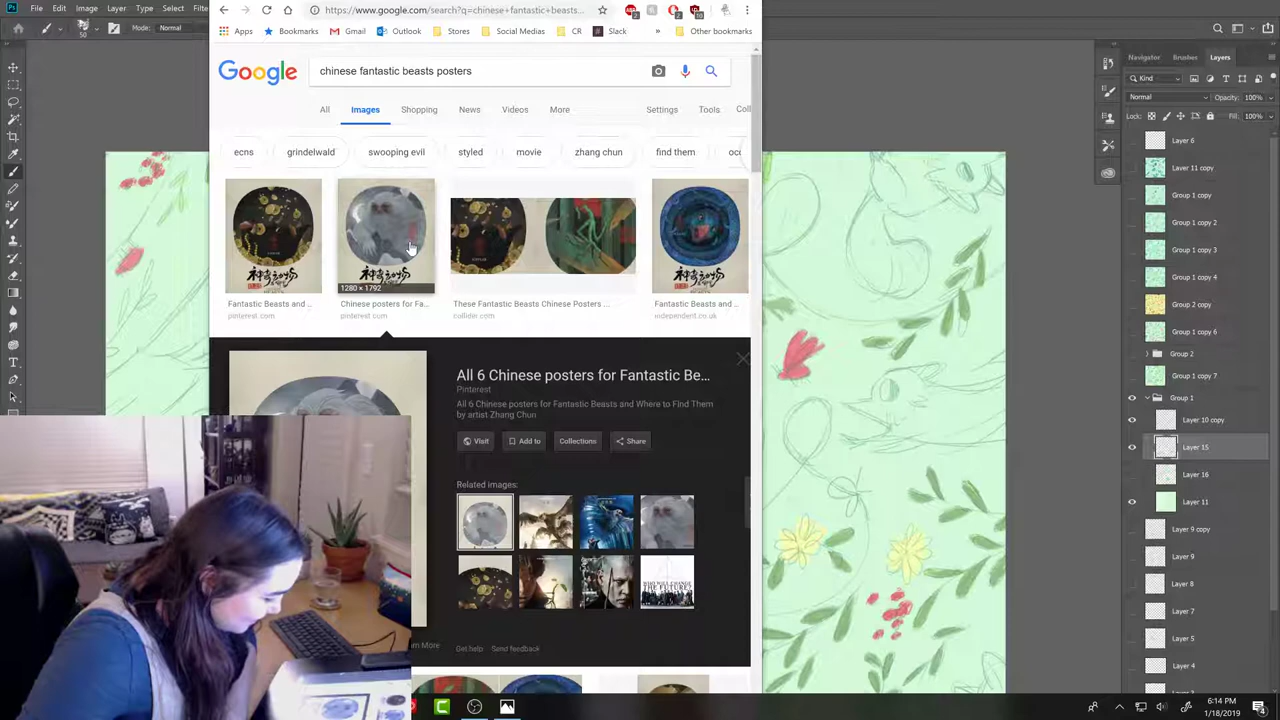 File Edit Image Layer
https://www.google.com/search?q=chinese+fantastic+beasts...
50
Mode: Normal
Apps Bookmarks Gmail Outlook Stores Social Medias CR Slack » Other bookmarks
Google
chinese fantastic beasts posters
All Images Shopping News Videos More Settings Tools Coll
ecns grindelwald swooping evil styled movie zhang chun find them
1280 × 1792
Fantastic Beasts and ...
pinterest.com
Chinese posters for Fa...
pinterest.com
These Fantastic Beasts Chinese Posters ...
collider.com
Fantastic Beasts and ...
independent.co.uk
All 6 Chinese posters for Fantastic Be...
Pinterest
All 6 Chinese posters for Fantastic Beasts and Where to Find Them
by artist Zhang Chun
Visit Add to Collections Share
Related images:
WHO WILL CHANGE
THE FUTURE?
Get help Send feedback
Navigator Brushes Layers
Kind
Normal Opacity: 100%
Lock: Fill: 100%
Layer 6
Layer 11 copy
Group 1 copy
Group 1 copy 2
Group 1 copy 3
Group 1 copy 4
Group 2 copy
Group 1 copy 6
Group 2
Group 1 copy 7
Group 1
Layer 10 copy
Layer 15
Layer 16
Layer 11
Layer 9 copy
Layer 9
Layer 8
Layer 7
Layer 5
Layer 4
6:14 PM
1/18/2019